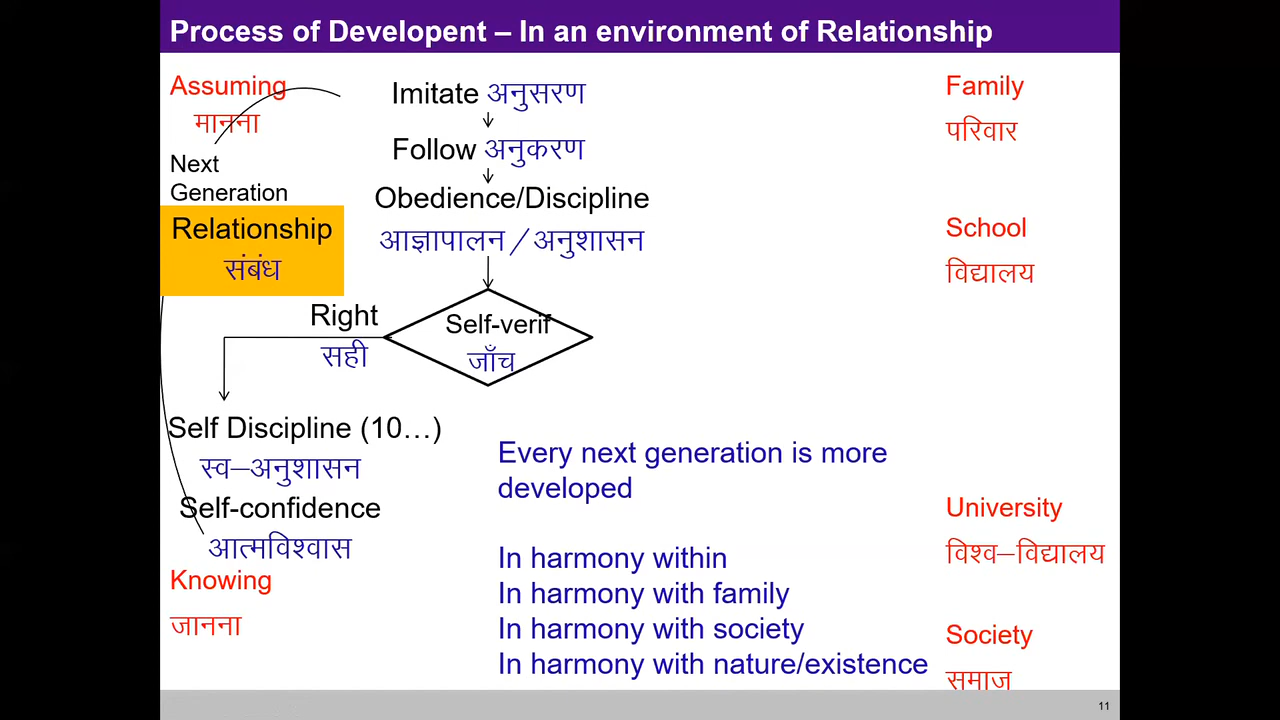 Process of Developent – In an environment of Relationship
Assuming
मानना
Next
Generation
Relationship
संबंध
Imitate अनुसरण
Follow अनुकरण
Obedience/Discipline
आज्ञापालन / अनुशासन
Self-verif
जाँच
Right
सही
Self Discipline (10…)
स्व–अनुशासन
Self-confidence
आत्मविश्वास
Knowing
जानना
Every next generation is more
developed
In harmony within
In harmony with family
In harmony with society
In harmony with nature/existence
Family
परिवार
School
विद्यालय
University
विश्व–विद्यालय
Society
समाज
11